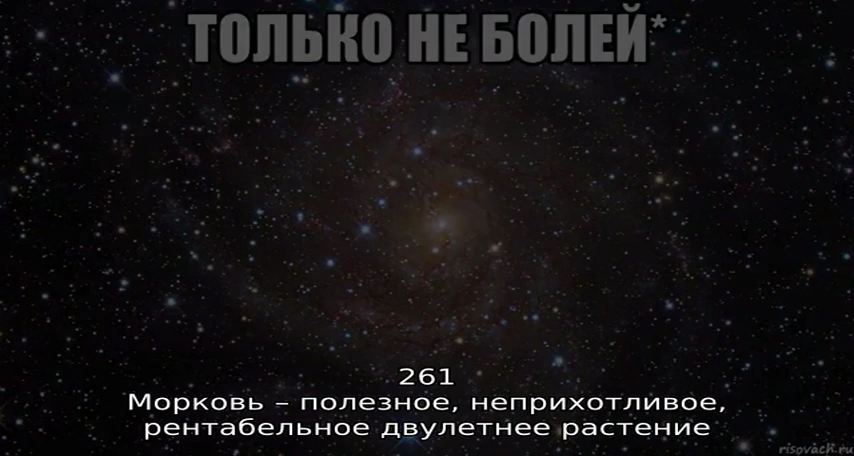 ТОЛЬКО НЕ БОЛЕЙ*
261
Морковь – полезное, неприхотливое,
рентабельное двулетнее растение
risovach.ru